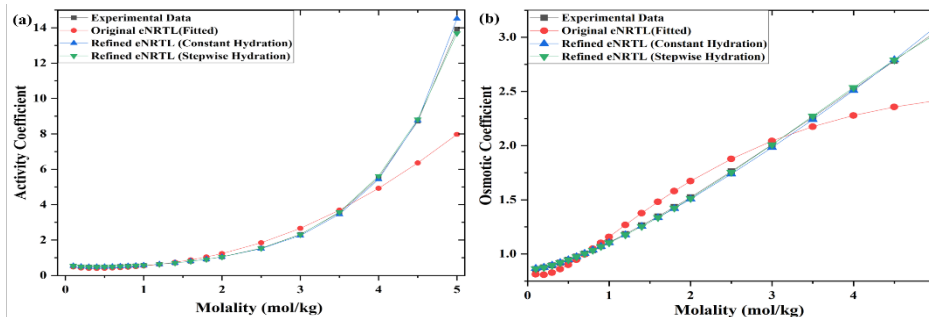 (a)
Experimental Data
Original eNRTL(Fitted)
Refined eNRTL (Constant Hydration)
Refined eNRTL (Stepwise Hydration)
14
12
10
8
6
4
2
0
Activity Coefficient
0
1
2
3
4
5
Molality (mol/kg)
(b)
Experimental Data
Original eNRTL (Fitted)
Refined eNRTL (Constant Hydration)
Refined eNRTL (Stepwise Hydration)
3.0
2.5
2.0
1.5
1.0
Osmotic Coefficient
0
1
2
3
4
Molality (mol/kg)